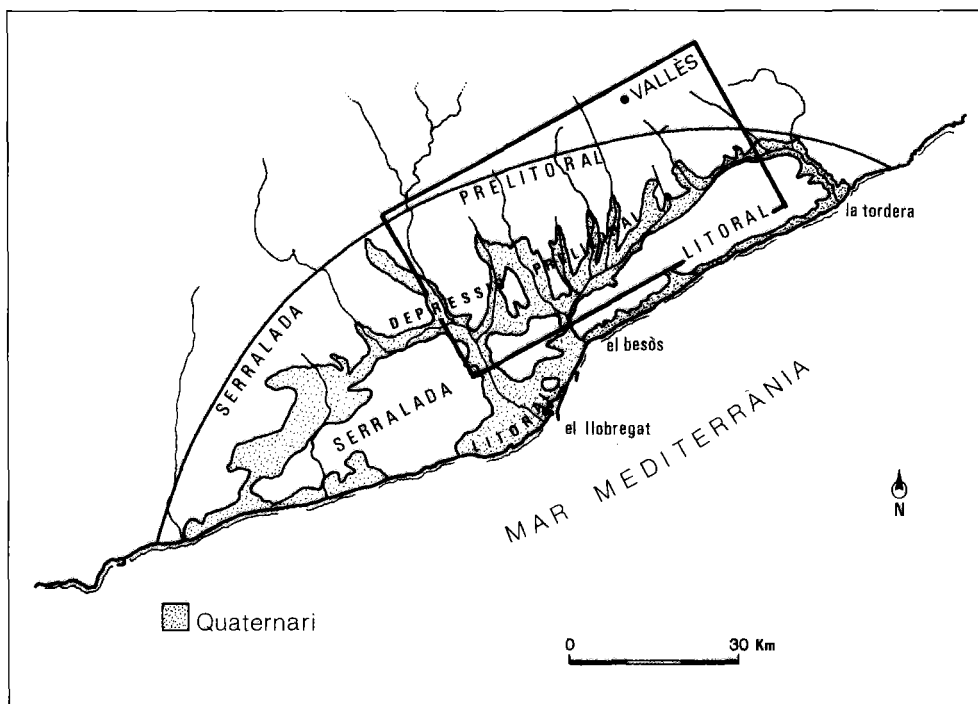 VALLÈS
SERRALADA PRELITORAL
DEPRESSIÓ PRELITORAL
SERRALADA LITORAL
LITORAL
la tordera
el besòs
el llobregat
MAR MEDITERRÀNIA
N
Quaternari
0 30 Km